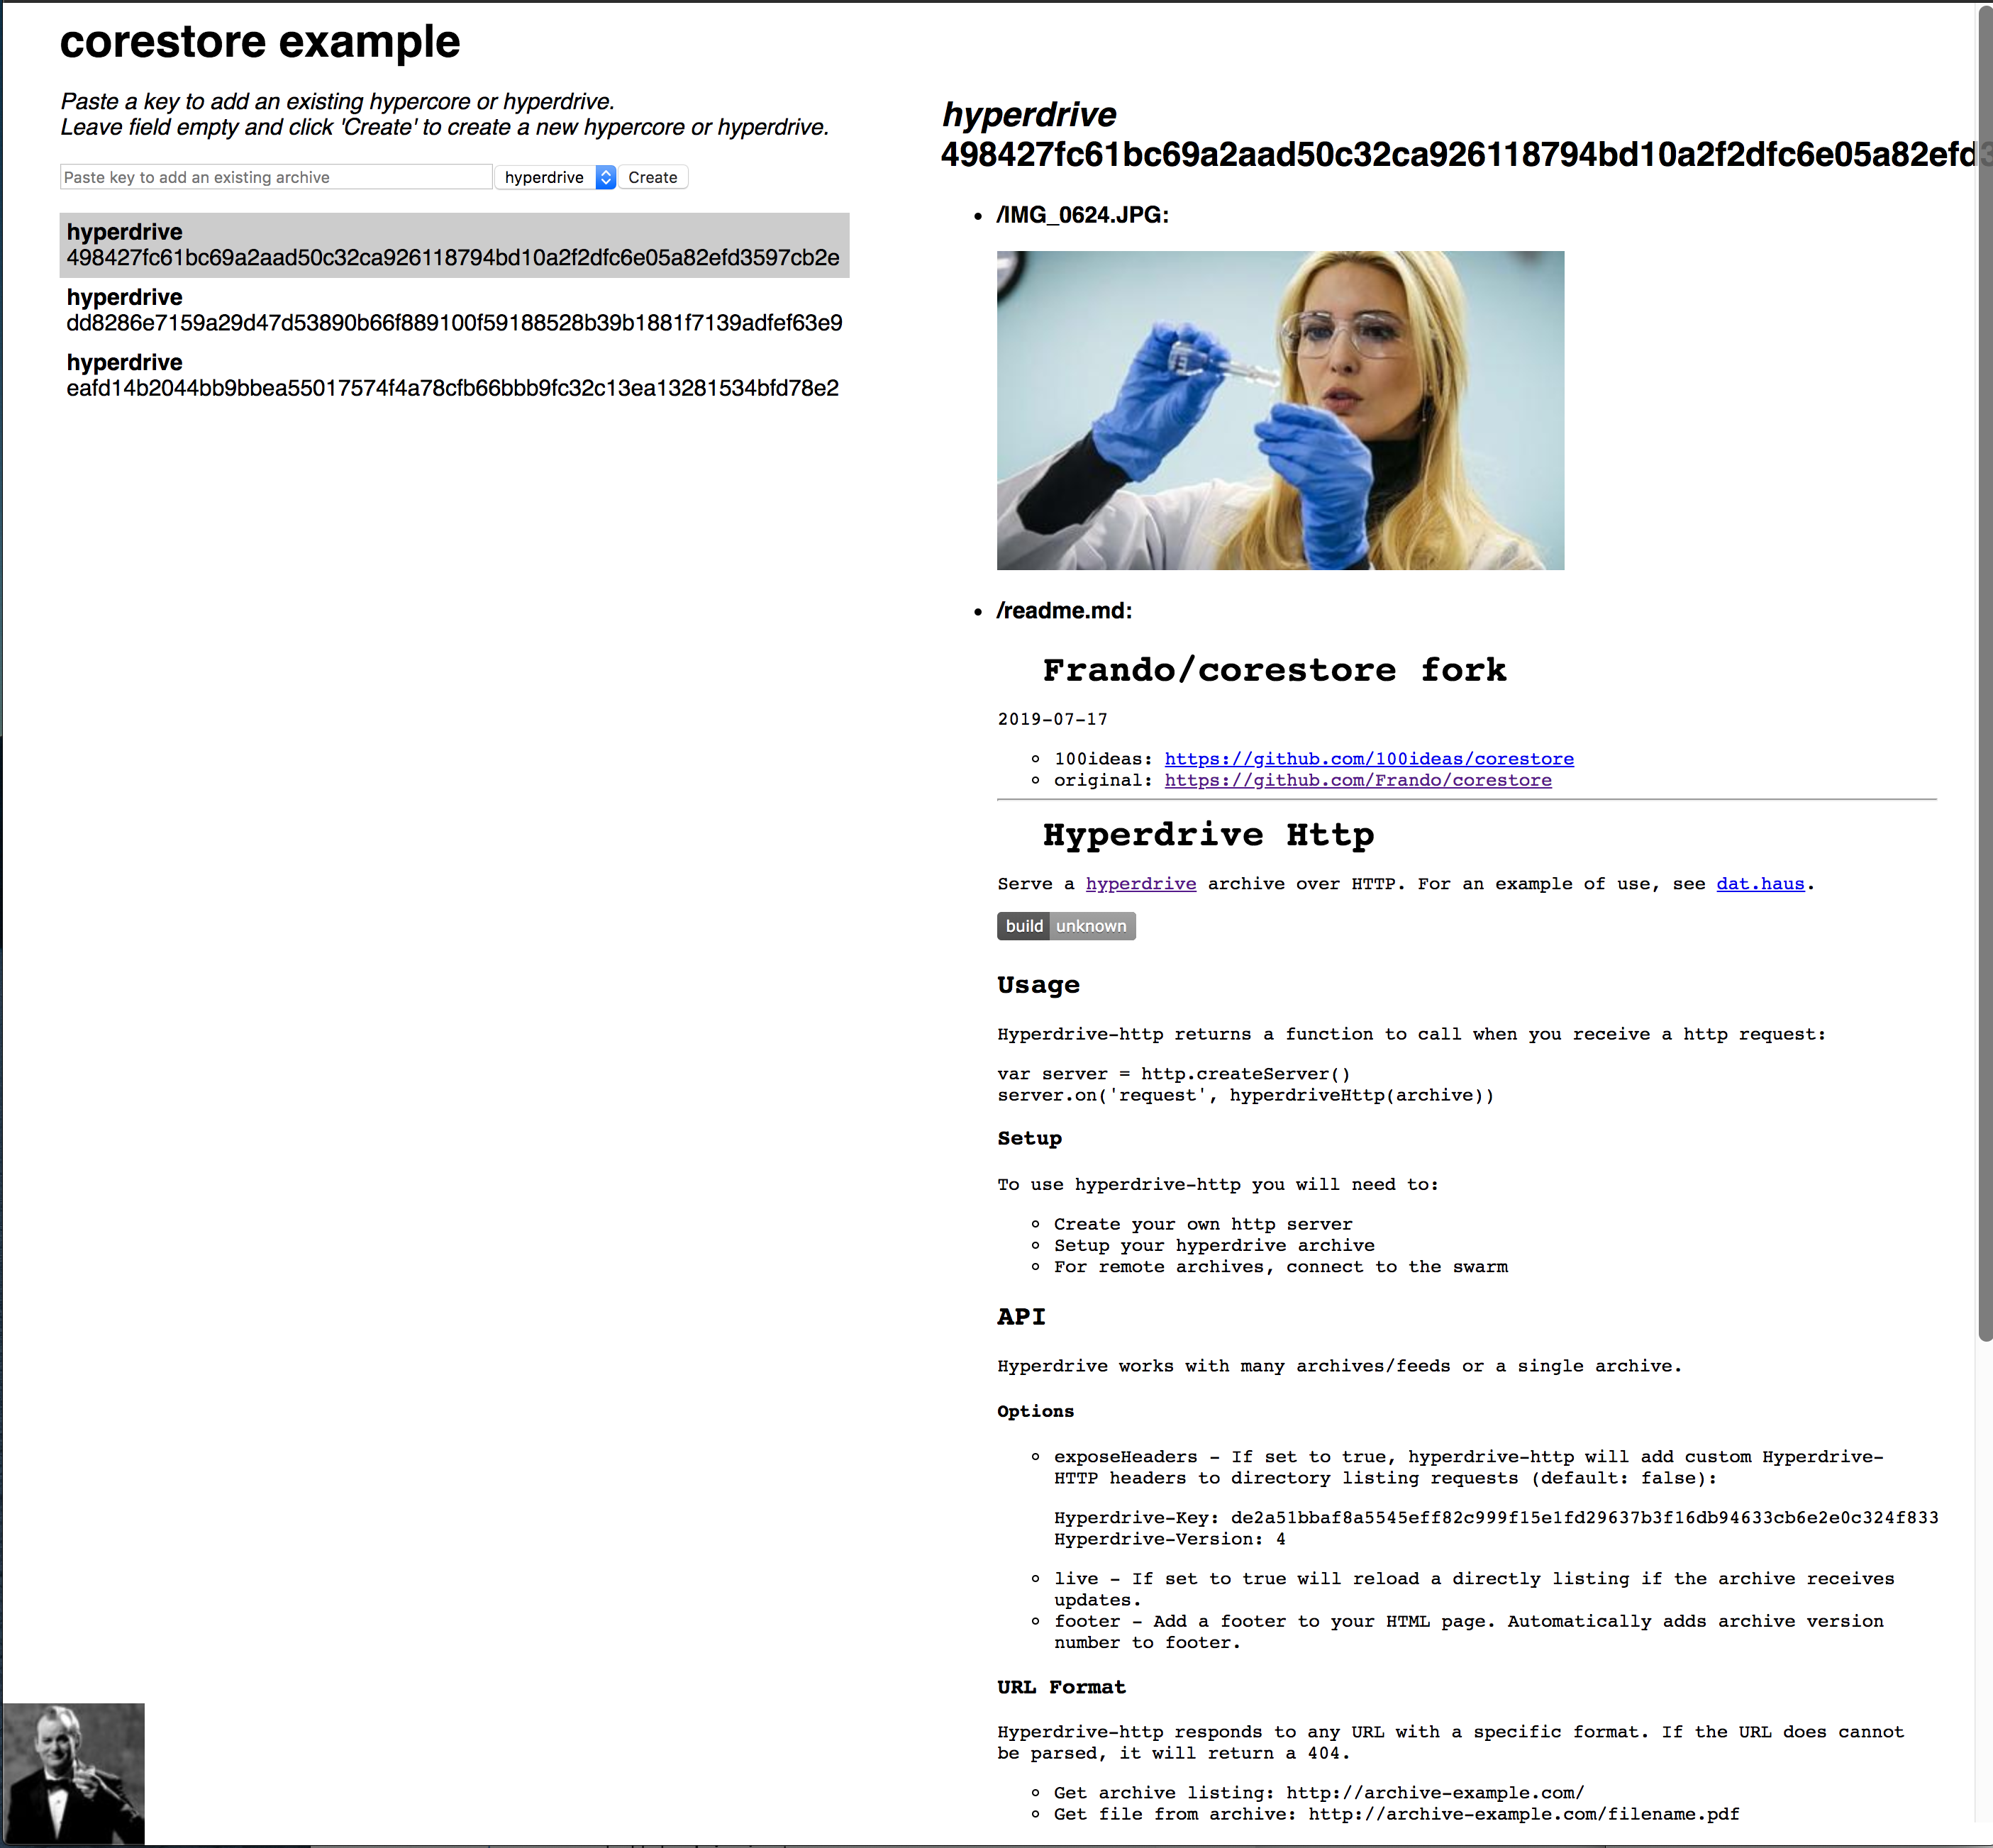 corestore example
Paste a key to add an existing hypercore or hyperdrive.
Leave field empty and click 'Create' to create a new hypercore or hyperdrive.
Paste key to add an existing archive
hyperdrive
Create
hyperdrive
498427fc61bc69a2aad50c32ca926118794bd10a2f2dfc6e05a82efd3597cb2e
hyperdrive
dd8286e7159a29d47d53890b66f889100f59188528b39b1881f7139adfef63e9
hyperdrive
eafd14b2044bb9bbea55017574f4a78cfb66bbb9fc32c13ea13281534bfd78e2
hyperdrive
498427fc61bc69a2aad50c32ca926118794bd10a2f2dfc6e05a82efd3
/IMG_0624.JPG:
/readme.md:
Frando/corestore fork
2019-07-17
100ideas: https://github.com/100ideas/corestore
original: https://github.com/Frando/corestore
Hyperdrive Http
Serve a hyperdrive archive over HTTP. For an example of use, see dat.haus.
build unknown
Usage
Hyperdrive-http returns a function to call when you receive a http request:
var server = http.createServer()
server.on('request', hyperdriveHttp(archive))
Setup
To use hyperdrive-http you will need to:
Create your own http server
Setup your hyperdrive archive
For remote archives, connect to the swarm
API
Hyperdrive works with many archives/feeds or a single archive.
Options
exposeHeaders - If set to true, hyperdrive-http will add custom Hyperdrive-
HTTP headers to directory listing requests (default: false):
Hyperdrive-Key: de2a51bbaf8a5545eff82c999f15e1fd29637b3f16db94633cb6e2e0c324f833
Hyperdrive-Version: 4
live - If set to true will reload a directly listing if the archive receives
updates.
footer - Add a footer to your HTML page. Automatically adds archive version
number to footer.
URL Format
Hyperdrive-http responds to any URL with a specific format. If the URL does cannot
be parsed, it will return a 404.
Get archive listing: http://archive-example.com/
Get file from archive: http://archive-example.com/filename.pdf